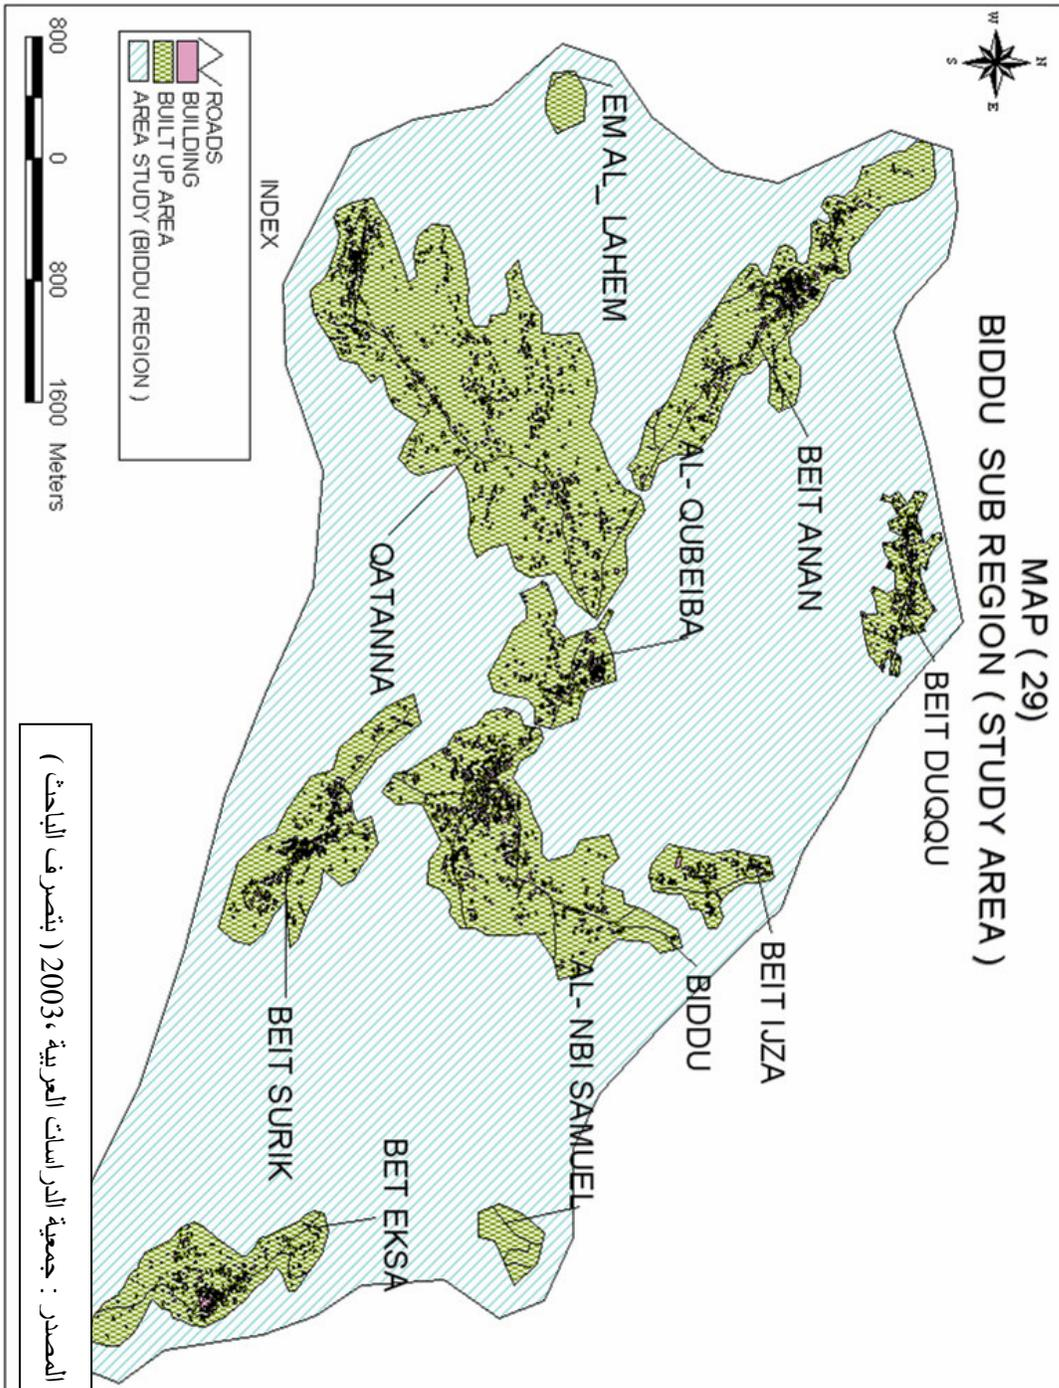 MAP ( 29)
BIDDU SUB REGION ( STUDY AREA )
N
W
E
S
BEIT DUQQU
BEIT ANAN
BEIT IJZA
BIDDU
AL- QUBEIBA
EM AL_ LAHEM
AL- NBI SAMUEL
QATANNA
BET EKSA
BEIT SURIK
INDEX
ROADS
BUILDING
BUILT UP AREA
AREA STUDY (BIDDU REGION )
800 0 800 1600 Meters
المصدر : جمعية الدراسات العربية ،2003 ( بتصرف الباحث )